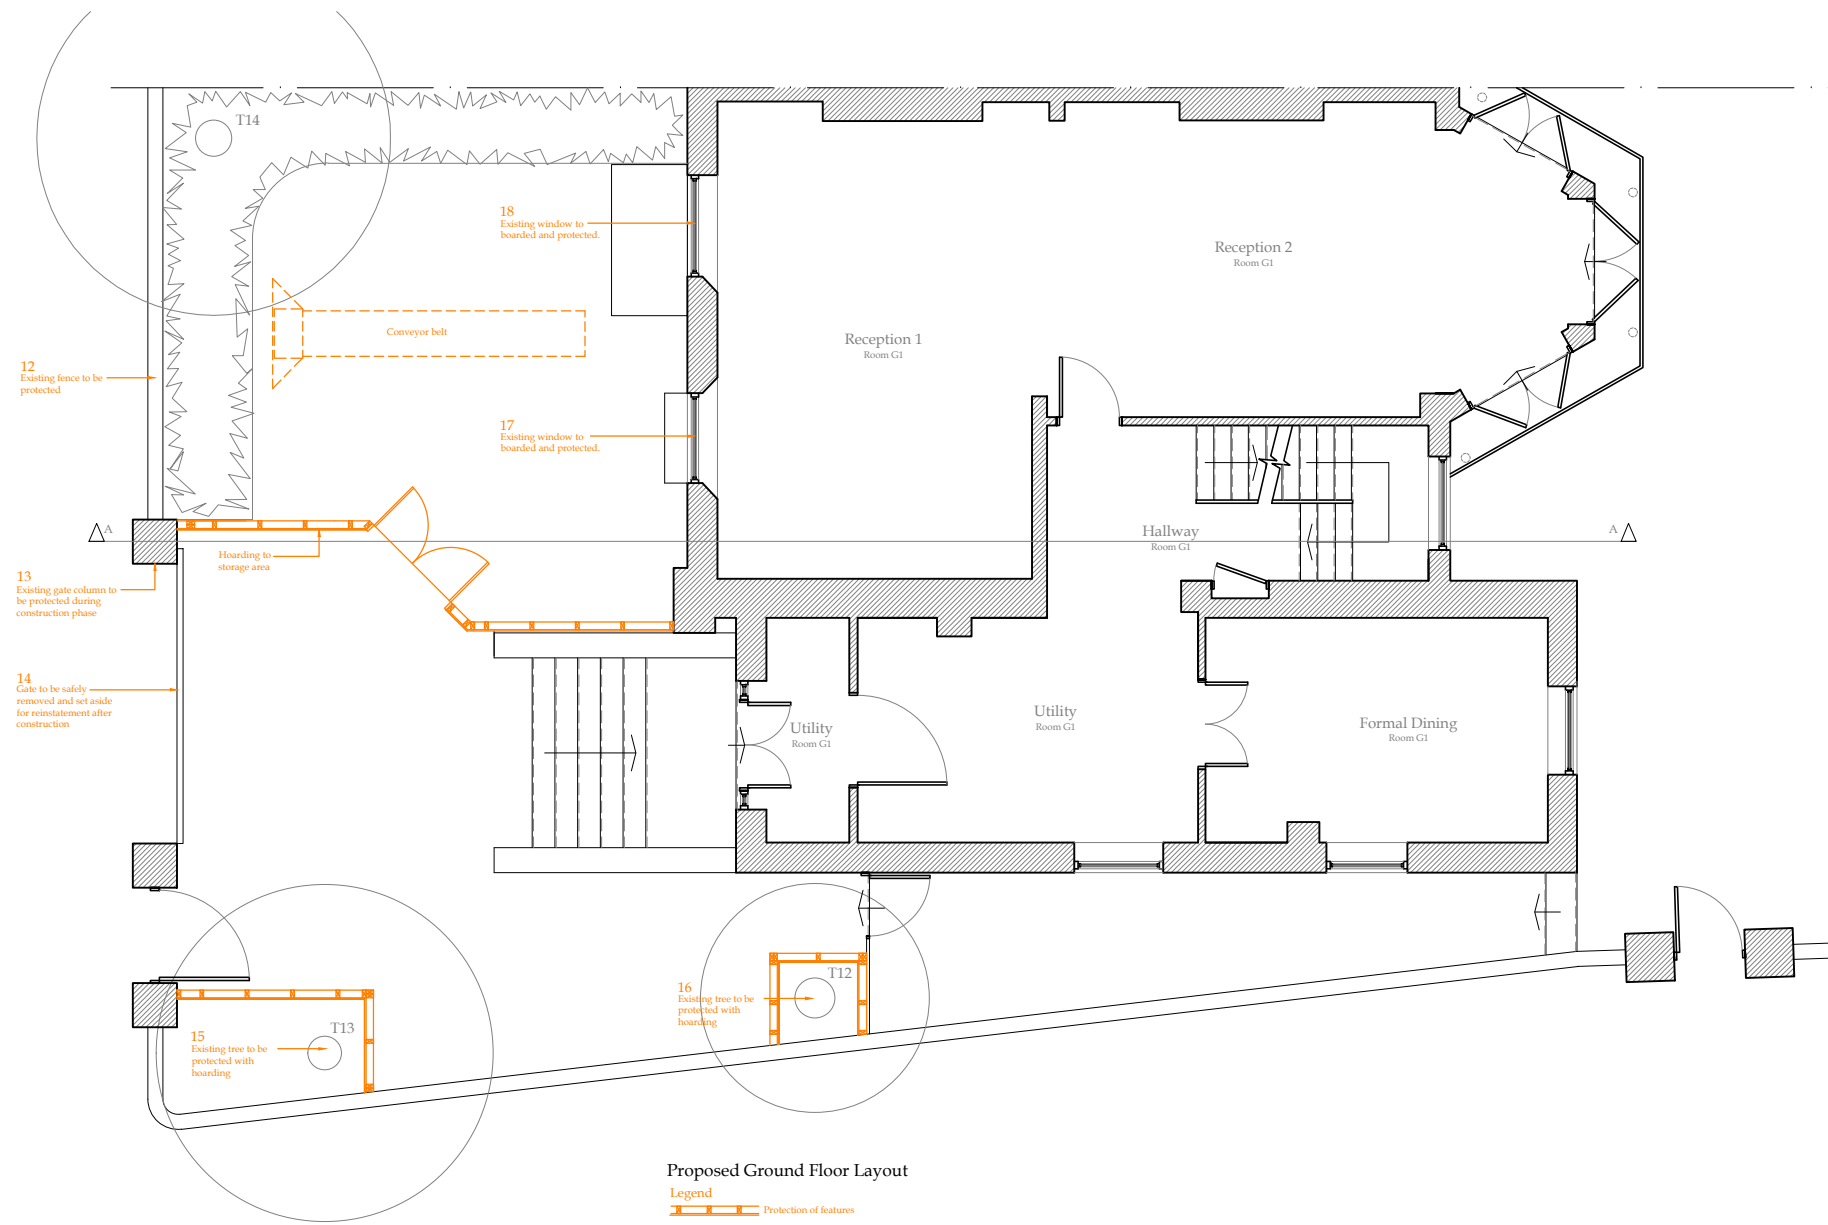 T14
18
Existing window to
boarded and protected.
Reception 2
Room G1
Conveyor belt
Reception 1
Room G1
12
Existing fence to be
protected
17
Existing window to
boarded and protected.
A
Hallway
Room G1
A
Hoarding to
storage area
13
Existing gate column to
be protected during
construction phase
14
Gate to be safely
removed and set aside
for reinstatement after
construction
Utility
Room G1
Utility
Room G1
Formal Dining
Room G1
T12
16
Existing tree to be
protected with
hoarding
T13
15
Existing tree to be
protected with
hoarding
Proposed Ground Floor Layout
Legend
Protection of features